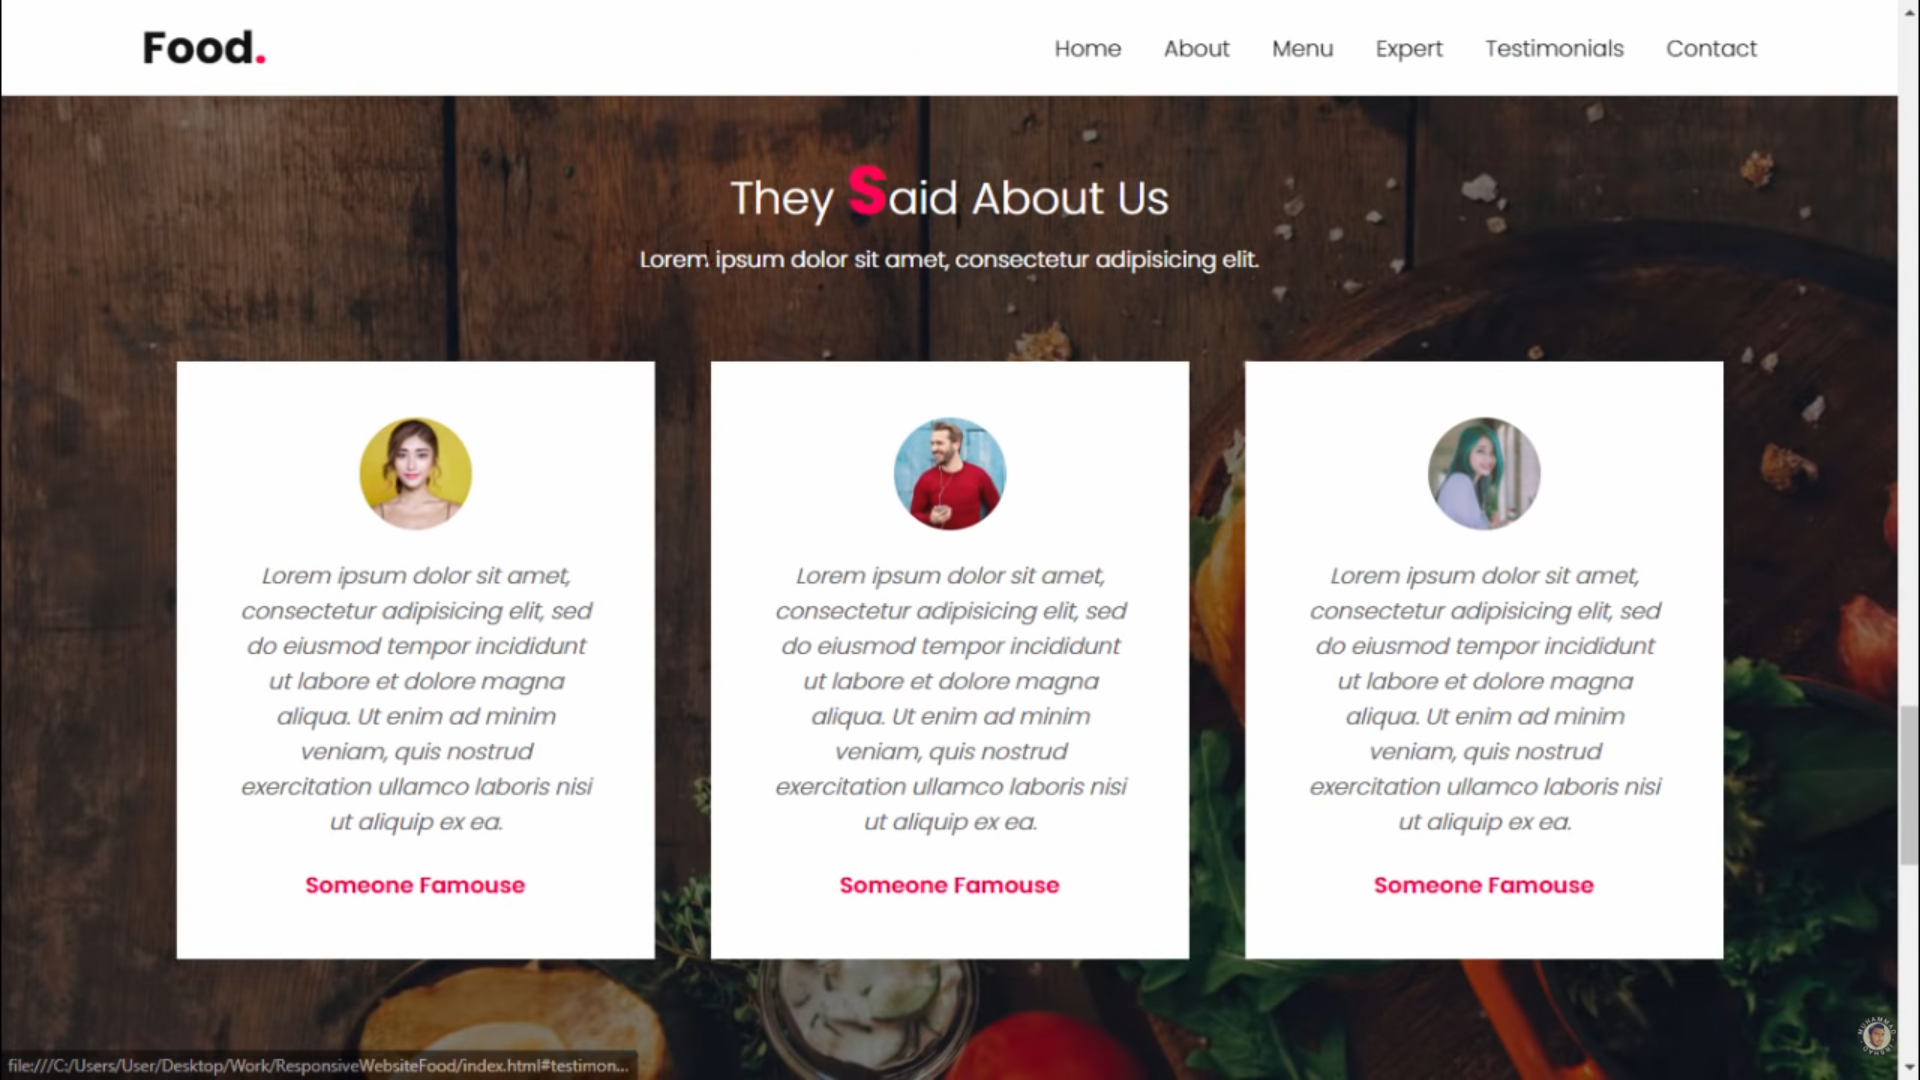 Food.
Home About Menu Expert Testimonials Contact
They Said About Us
Lorem ipsum dolor sit amet, consectetur adipisicing elit.
Lorem ipsum dolor sit amet,
consectetur adipisicing elit, sed
do eiusmod tempor incididunt
ut labore et dolore magna
aliqua. Ut enim ad minim
veniam, quis nostrud
exercitation ullamco laboris nisi
ut aliquip ex ea.
Someone Famouse
Lorem ipsum dolor sit amet,
consectetur adipisicing elit, sed
do eiusmod tempor incididunt
ut labore et dolore magna
aliqua. Ut enim ad minim
veniam, quis nostrud
exercitation ullamco laboris nisi
ut aliquip ex ea.
Someone Famouse
Lorem ipsum dolor sit amet,
consectetur adipisicing elit, sed
do eiusmod tempor incididunt
ut labore et dolore magna
aliqua. Ut enim ad minim
veniam, quis nostrud
exercitation ullamco laboris nisi
ut aliquip ex ea.
Someone Famouse
file:///C:/Users/User/Desktop/Work/ResponsiveWebsiteFood/index.html#testimon...
MUHAMMAD